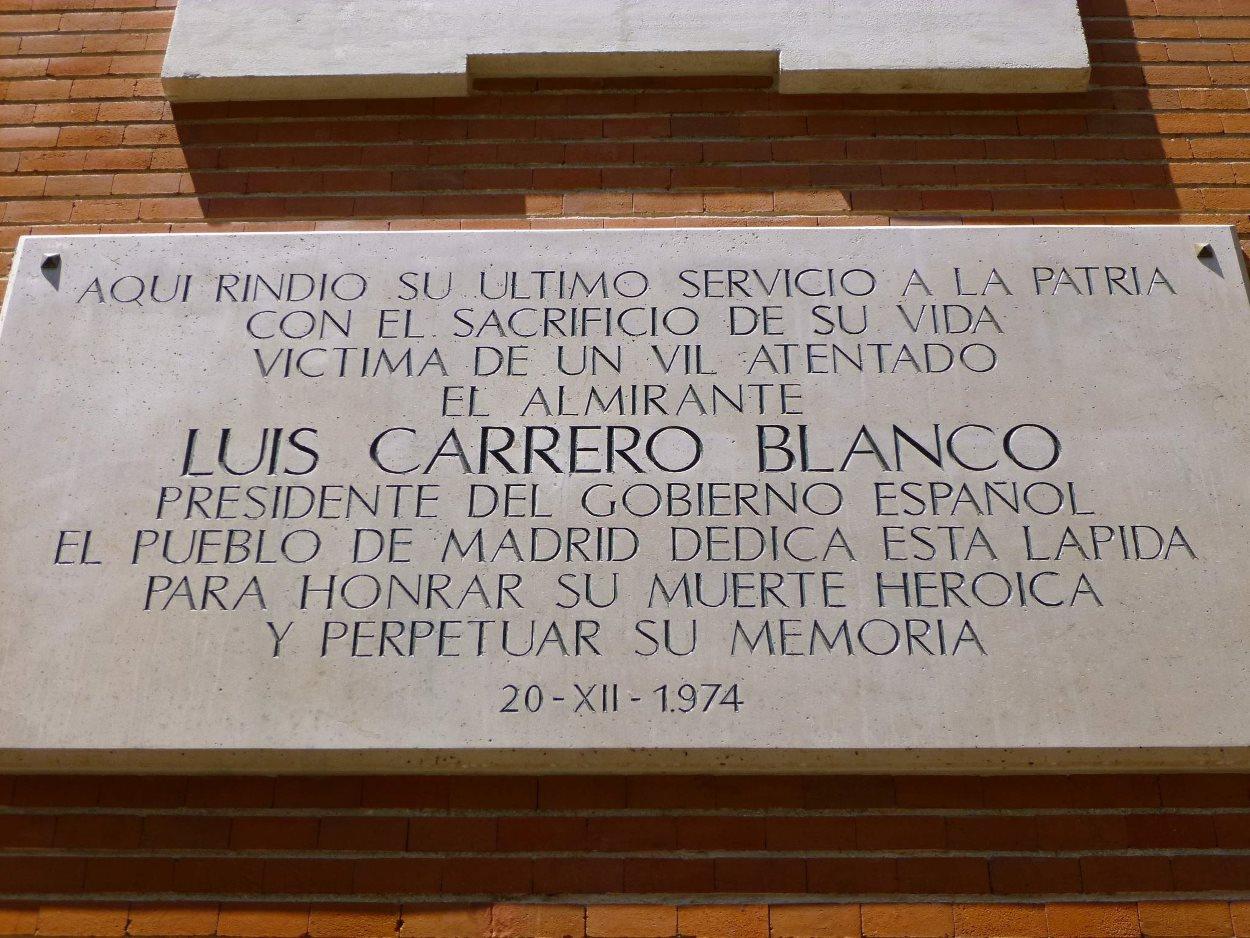 AQUI RINDIO SU ULTIMO SERVICIO A LA PATRIA
CON EL SACRIFICIO DE SU VIDA
VICTIMA DE UN VIL ATENTADO
EL ALMIRANTE
LUIS CARRERO BLANCO
PRESIDENTE DEL GOBIERNO ESPAÑOL
EL PUEBLO DE MADRID DEDICA ESTA LAPIDA
PARA HONRAR SU MUERTE HEROICA
Y PERPETUAR SU MEMORIA
20-XII-1.974